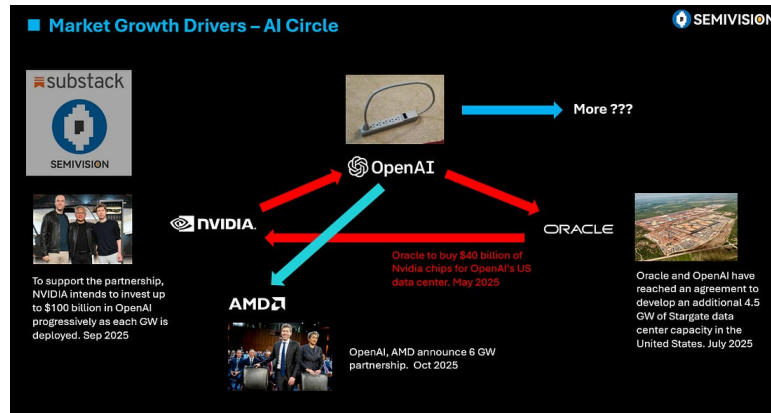 Market Growth Drivers – AI Circle
SEMIVISION
substack
SEMIVISION
More ???
OpenAI
NVIDIA.
ORACLE
Oracle to buy $40 billion of
Nvidia chips for OpenAI's US
data center. May 2025
To support the partnership,
NVIDIA intends to invest up
to $100 billion in OpenAI
progressively as each GW is
deployed. Sep 2025
AMD
OpenAI, AMD announce 6 GW
partnership.  Oct 2025
Oracle and OpenAI have
reached an agreement to
develop an additional 4.5
GW of Stargate data
center capacity in the
United States. July 2025